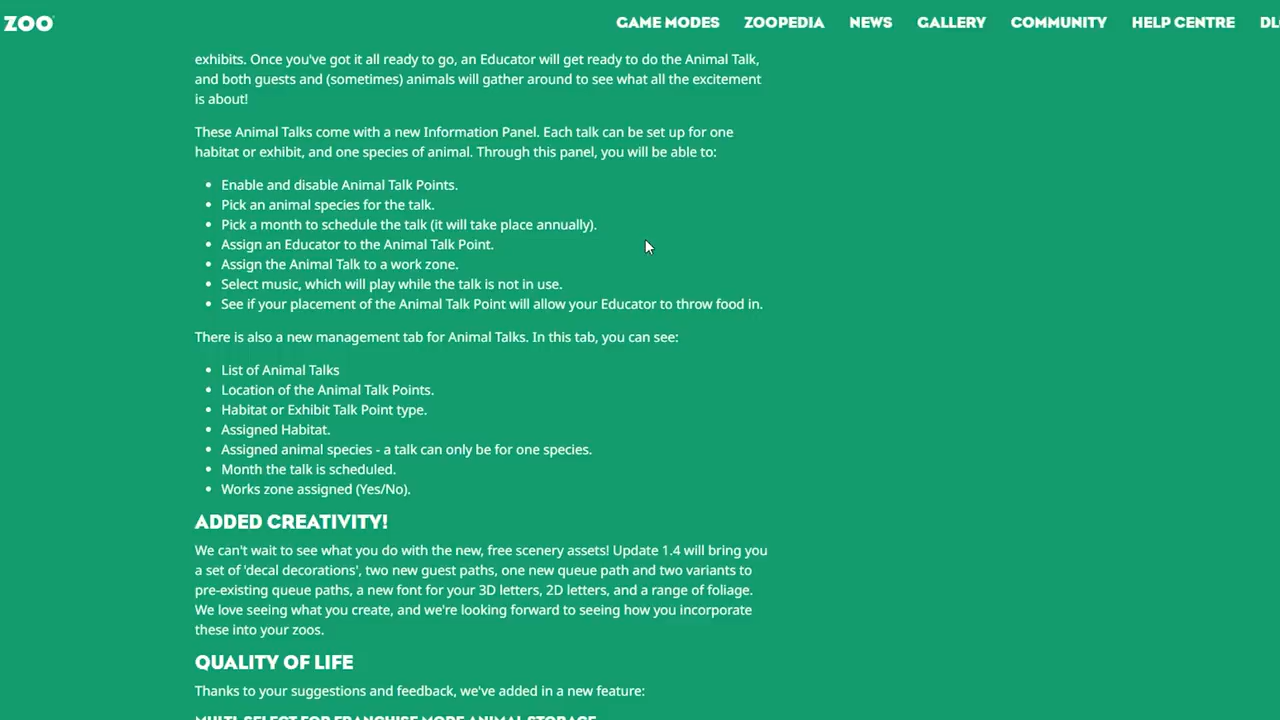 ZOO
GAME MODES ZOOPEDIA NEWS GALLERY COMMUNITY HELP CENTRE
exhibits. Once you've got it all ready to go, an Educator will get ready to do the Animal Talk,
and both guests and (sometimes) animals will gather around to see what all the excitement
is about!
These Animal Talks come with a new Information Panel. Each talk can be set up for one
habitat or exhibit, and one species of animal. Through this panel, you will be able to:
• Enable and disable Animal Talk Points.
• Pick an animal species for the talk.
• Pick a month to schedule the talk (it will take place annually).
• Assign an Educator to the Animal Talk Point.
• Assign the Animal Talk to a work zone.
• Select music, which will play while the talk is not in use.
• See if your placement of the Animal Talk Point will allow your Educator to throw food in.
There is also a new management tab for Animal Talks. In this tab, you can see:
• List of Animal Talks
• Location of the Animal Talk Points.
• Habitat or Exhibit Talk Point type.
• Assigned Habitat.
• Assigned animal species - a talk can only be for one species.
• Month the talk is scheduled.
• Works zone assigned (Yes/No).
ADDED CREATIVITY!
We can't wait to see what you do with the new, free scenery assets! Update 1.4 will bring you
a set of 'decal decorations', two new guest paths, one new queue path and two variants to
pre-existing queue paths, a new font for your 3D letters, 2D letters, and a range of foliage.
We love seeing what you create, and we're looking forward to seeing how you incorporate
these into your zoos.
QUALITY OF LIFE
Thanks to your suggestions and feedback, we've added in a new feature:
MULTI-SELECT FOR FRANCHISE MODE ANIMAL STORAGE